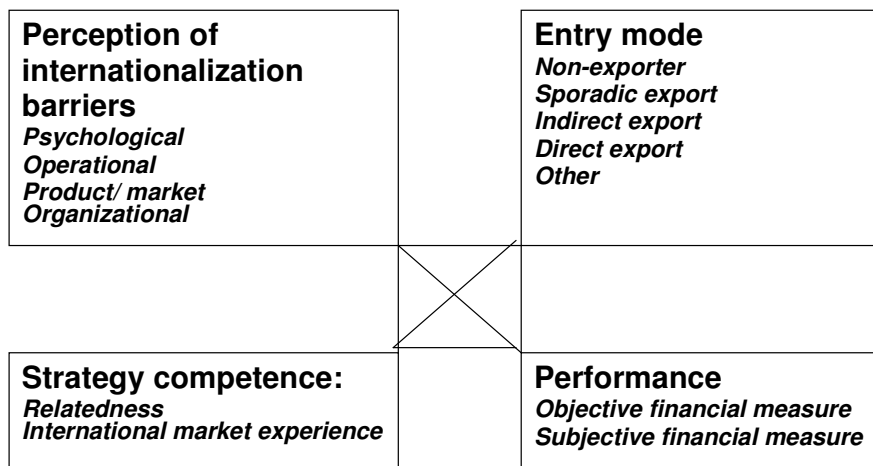 Perception of
internationalization
barriers
Psychological
Operational
Product/ market
Organizational
Entry mode
Non-exporter
Sporadic export
Indirect export
Direct export
Other
Strategy competence:
Relatedness
International market experience
Performance
Objective financial measure
Subjective financial measure